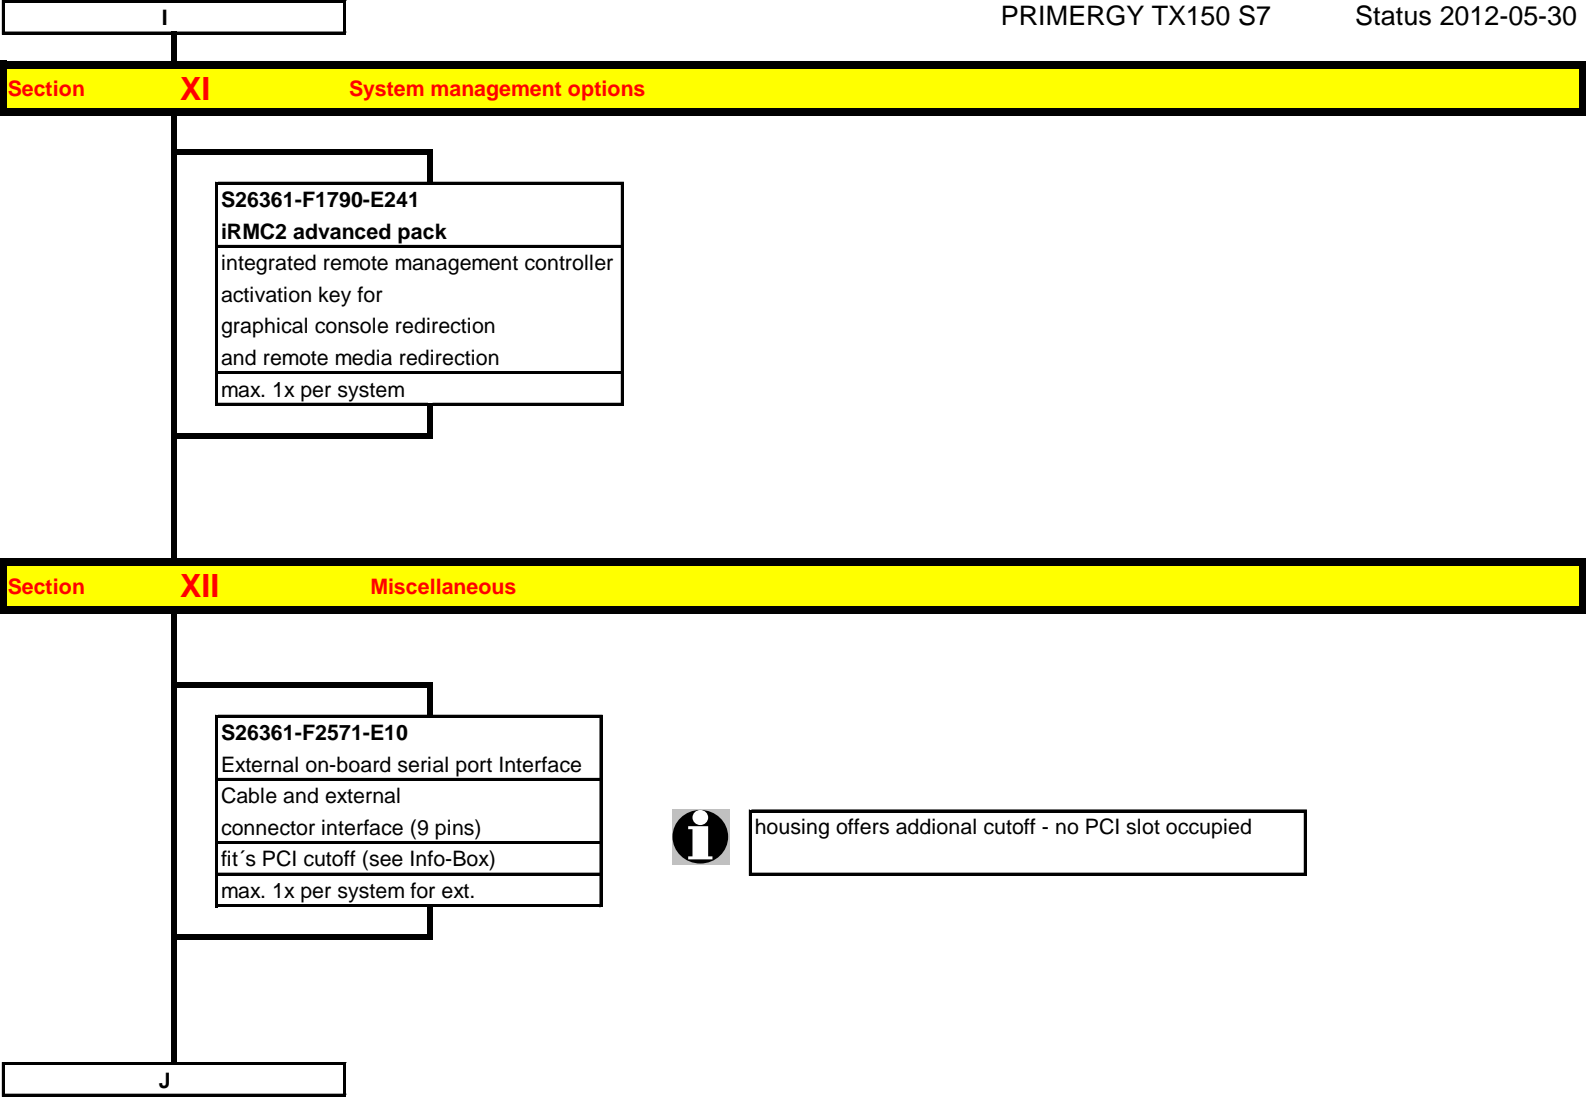 I
PRIMERGY TX150 S7 Status 2012-05-30
Section XI System management options
S26361-F1790-E241
iRMC2 advanced pack
integrated remote management controller
activation key for
graphical console redirection
and remote media redirection
max. 1x per system
Section XII Miscellaneous
S26361-F2571-E10
External on-board serial port Interface
Cable and external
connector interface (9 pins)
fit´s PCI cutoff (see Info-Box)
max. 1x per system for ext.
housing offers addional cutoff - no PCI slot occupied
J